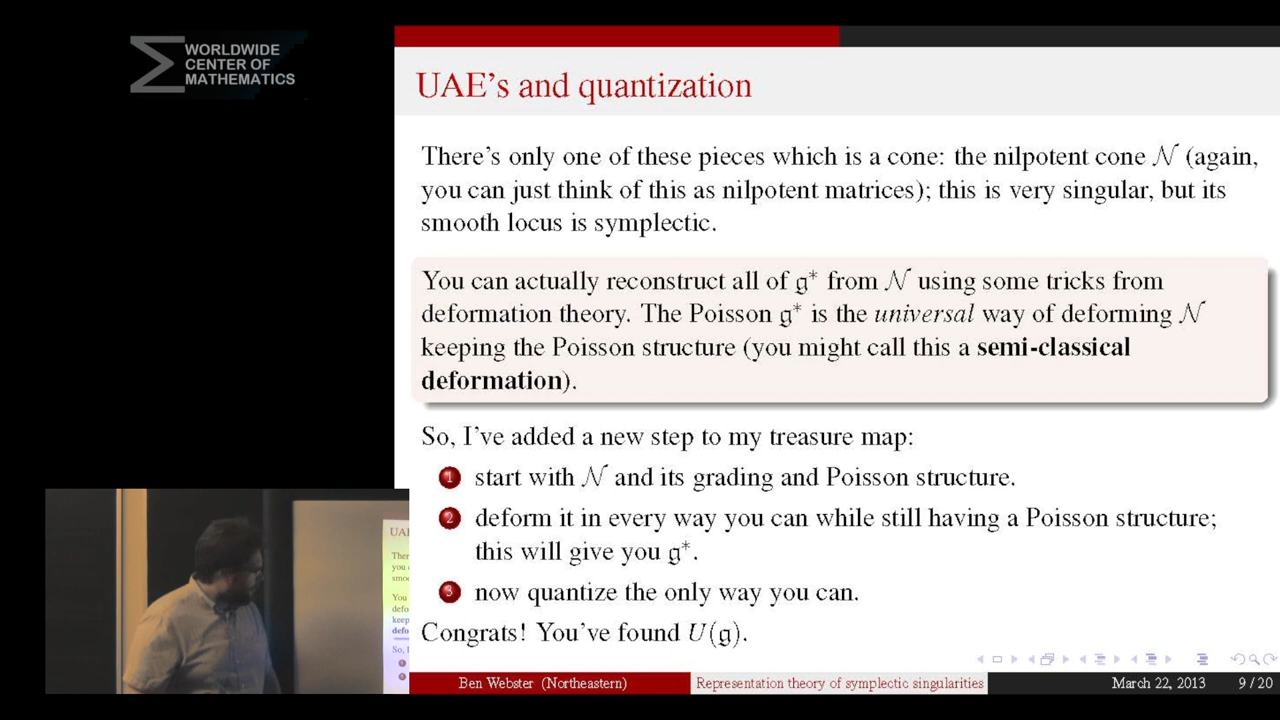 WORLDWIDE
CENTER OF
MATHEMATICS
UAE's and quantization
There's only one of these pieces which is a cone: the nilpotent cone 𝒩 (again,
you can just think of this as nilpotent matrices); this is very singular, but its
smooth locus is symplectic.
You can actually reconstruct all of 𝔤* from 𝒩 using some tricks from
deformation theory. The Poisson 𝔤* is the universal way of deforming 𝒩
keeping the Poisson structure (you might call this a semi-classical
deformation).
So, I've added a new step to my treasure map:
1 start with 𝒩 and its grading and Poisson structure.
2 deform it in every way you can while still having a Poisson structure;
this will give you 𝔤*.
3 now quantize the only way you can.
Congrats! You've found U(𝔤).
Ben Webster (Northeastern) Representation theory of symplectic singularities March 22, 2013 9 / 20